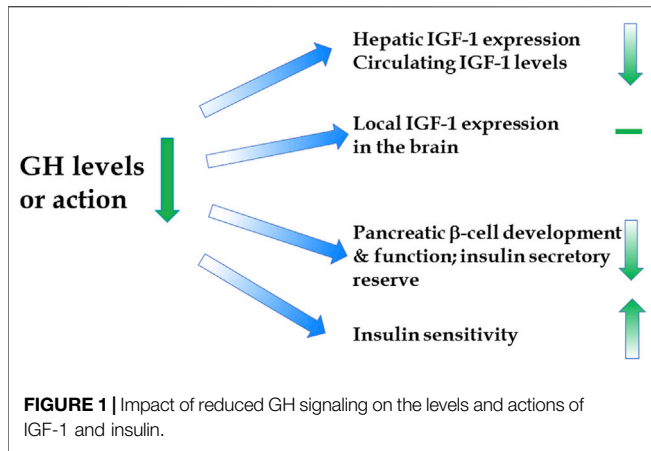 Hepatic IGF-1 expression
Circulating IGF-1 levels
Local IGF-1 expression
in the brain
GH levels
or action
Pancreatic β-cell development
& function; insulin secretory
reserve
Insulin sensitivity
FIGURE 1 | Impact of reduced GH signaling on the levels and actions of
IGF-1 and insulin.